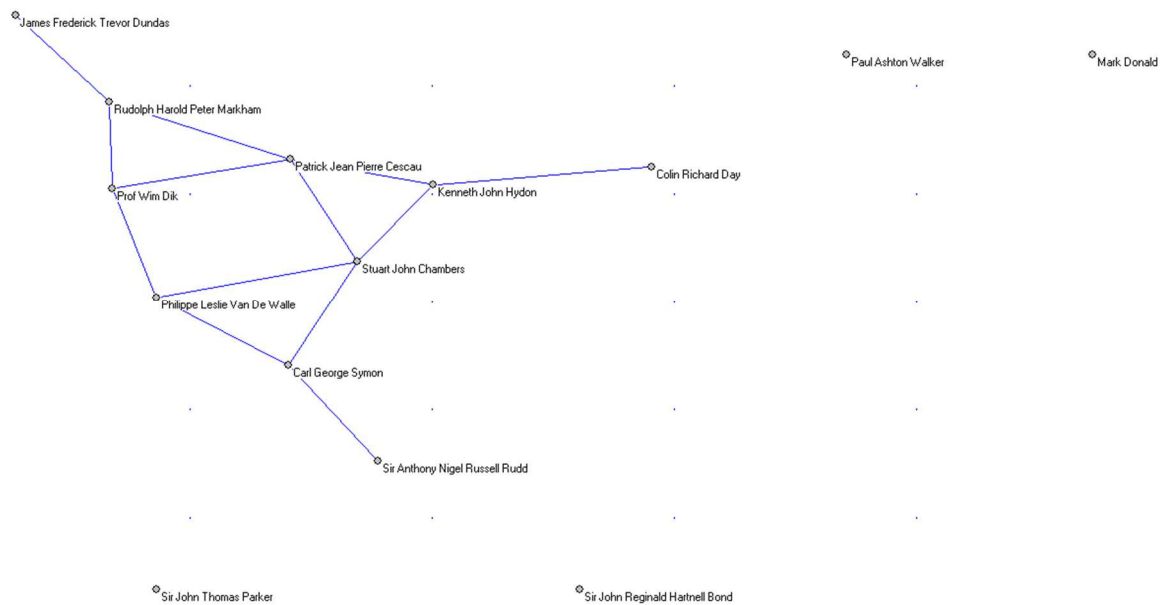 James Frederick Trevor Dundas
Paul Ashton Walker
Mark Donald
Rudolph Harold Peter Markham
Patrick Jean Pierre Cescau
Colin Richard Day
Prof Wim Dik
Kenneth John Hydon
Stuart John Chambers
Philippe Leslie Van De Walle
Carl George Symon
Sir Anthony Nigel Russell Rudd
Sir John Thomas Parker
Sir John Reginald Hartnell Bond